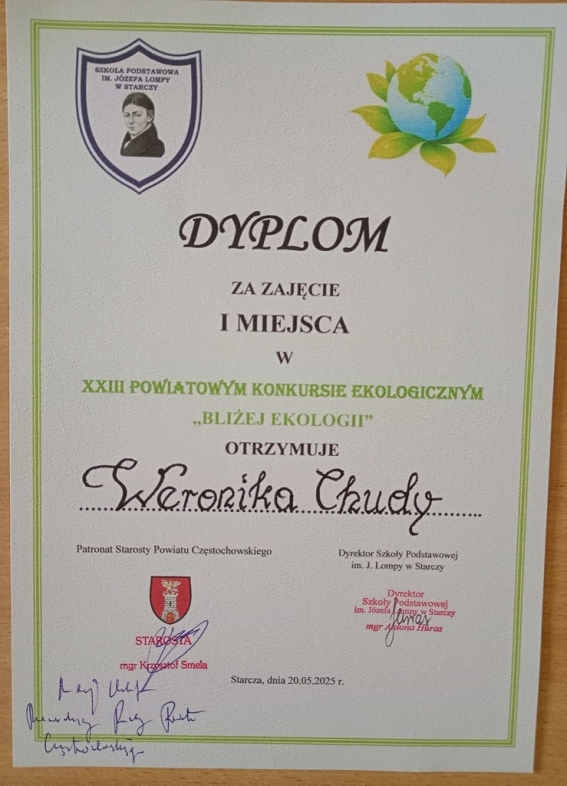 SZKOŁA PODSTAWOWA
IM. JÓZEFA LOMPY
W STARCZY
DYPLOM
ZA ZAJĘCIE
I MIEJSCA
W
XXIII POWIATOWYM KONKURSIE EKOLOGICZNYM
„BLIŻEJ EKOLOGII”
OTRZYMUJE
Weronika Chudy
Patronat Starosty Powiatu Częstochowskiego
Dyrektor Szkoły Podstawowej
im. J. Lompy w Starczy
Dyrektor
Szkoły Podstawowej
im. Józefa Lompy w Starczy
mgr Aldona Huras
STAROSTA
mgr Krzysztof Smela
Starcza, dnia 20.05.2025 r.